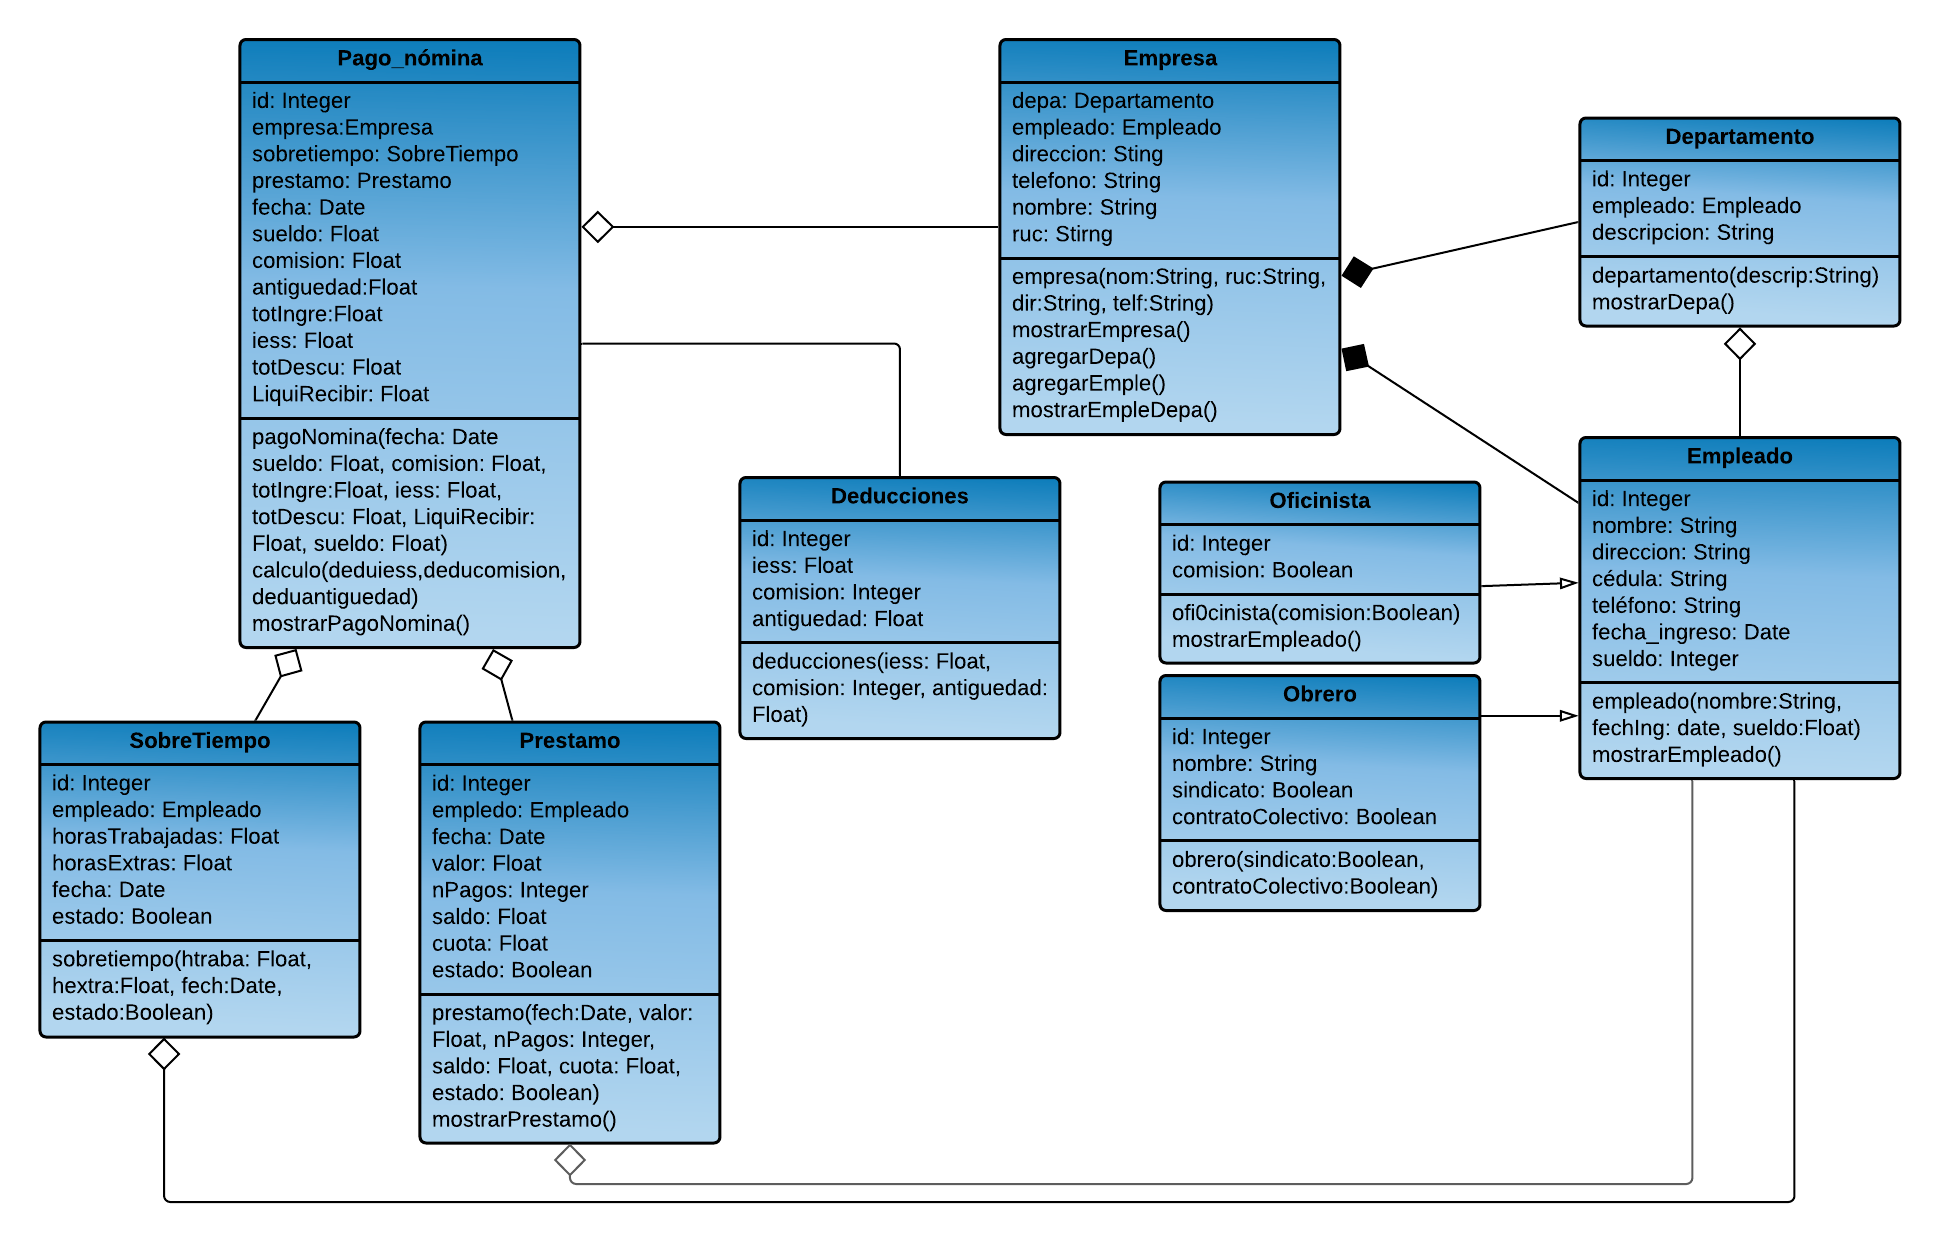 Pago_nómina
id: Integer
empresa:Empresa
sobretiempo: SobreTiempo
prestamo: Prestamo
fecha: Date
sueldo: Float
comision: Float
antiguedad:Float
totIngre:Float
iess: Float
totDescu: Float
LiquiRecibir: Float
pagoNomina(fecha: Date
sueldo: Float, comision: Float,
totIngre:Float, iess: Float,
totDescu: Float, LiquiRecibir:
Float, sueldo: Float)
calculo(deduiess,deducomision,
deduantiguedad)
mostrarPagoNomina()
Empresa
depa: Departamento
empleado: Empleado
direccion: Sting
telefono: String
nombre: String
ruc: Stirng
empresa(nom:String, ruc:String,
dir:String, telf:String)
mostrarEmpresa()
agregarDepa()
agregarEmple()
mostrarEmpleDepa()
Departamento
id: Integer
empleado: Empleado
descripcion: String
departamento(descrip:String)
mostrarDepa()
Deducciones
id: Integer
iess: Float
comision: Integer
antiguedad: Float
deducciones(iess: Float,
comision: Integer, antiguedad:
Float)
Oficinista
id: Integer
comision: Boolean
ofi0cinista(comision:Boolean)
mostrarEmpleado()
Empleado
id: Integer
nombre: String
direccion: String
cédula: String
teléfono: String
fecha_ingreso: Date
sueldo: Integer
empleado(nombre:String,
fechIng: date, sueldo:Float)
mostrarEmpleado()
Obrero
id: Integer
nombre: String
sindicato: Boolean
contratoColectivo: Boolean
obrero(sindicato:Boolean,
contratoColectivo:Boolean)
SobreTiempo
id: Integer
empleado: Empleado
horasTrabajadas: Float
horasExtras: Float
fecha: Date
estado: Boolean
sobretiempo(htraba: Float,
hextra:Float, fech:Date,
estado:Boolean)
Prestamo
id: Integer
empledo: Empleado
fecha: Date
valor: Float
nPagos: Integer
saldo: Float
cuota: Float
estado: Boolean
prestamo(fech:Date, valor:
Float, nPagos: Integer,
saldo: Float, cuota: Float,
estado: Boolean)
mostrarPrestamo()